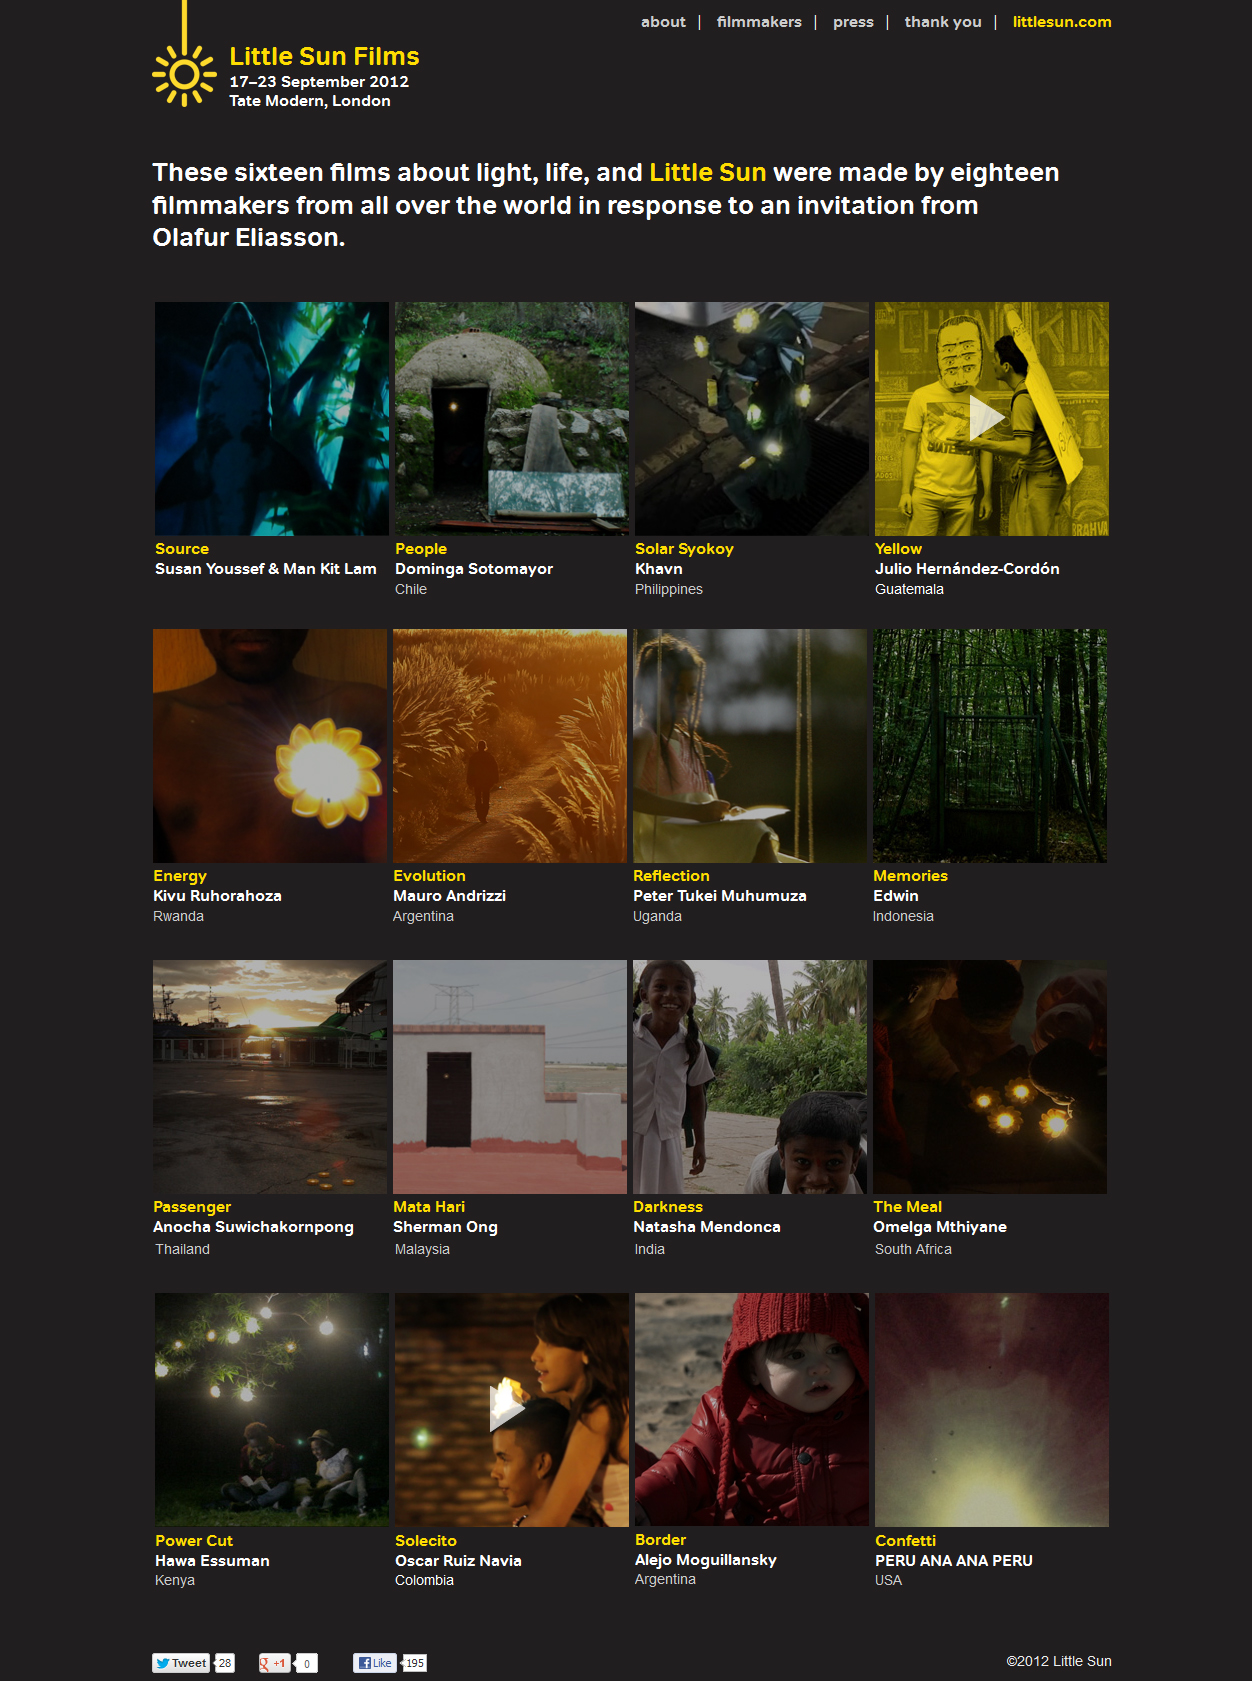 about | filmmakers | press | thank you | littlesun.com
Little Sun Films
17–23 September 2012
Tate Modern, London
These sixteen films about light, life, and Little Sun were made by eighteen
filmmakers from all over the world in response to an invitation from
Olafur Eliasson.
Source
Susan Youssef & Man Kit Lam
People
Dominga Sotomayor
Chile
Solar Syokoy
Khavn
Philippines
Yellow
Julio Hernández-Cordón
Guatemala
Energy
Kivu Ruhorahoza
Rwanda
Evolution
Mauro Andrizzi
Argentina
Reflection
Peter Tukei Muhumuza
Uganda
Memories
Edwin
Indonesia
Passenger
Anocha Suwichakornpong
Thailand
Mata Hari
Sherman Ong
Malaysia
Darkness
Natasha Mendonca
India
The Meal
Omelga Mthiyane
South Africa
Power Cut
Hawa Essuman
Kenya
Solecito
Oscar Ruiz Navia
Colombia
Border
Alejo Moguillansky
Argentina
Confetti
PERU ANA ANA PERU
USA
Tweet 28
g +1 0
Like 195
©2012 Little Sun